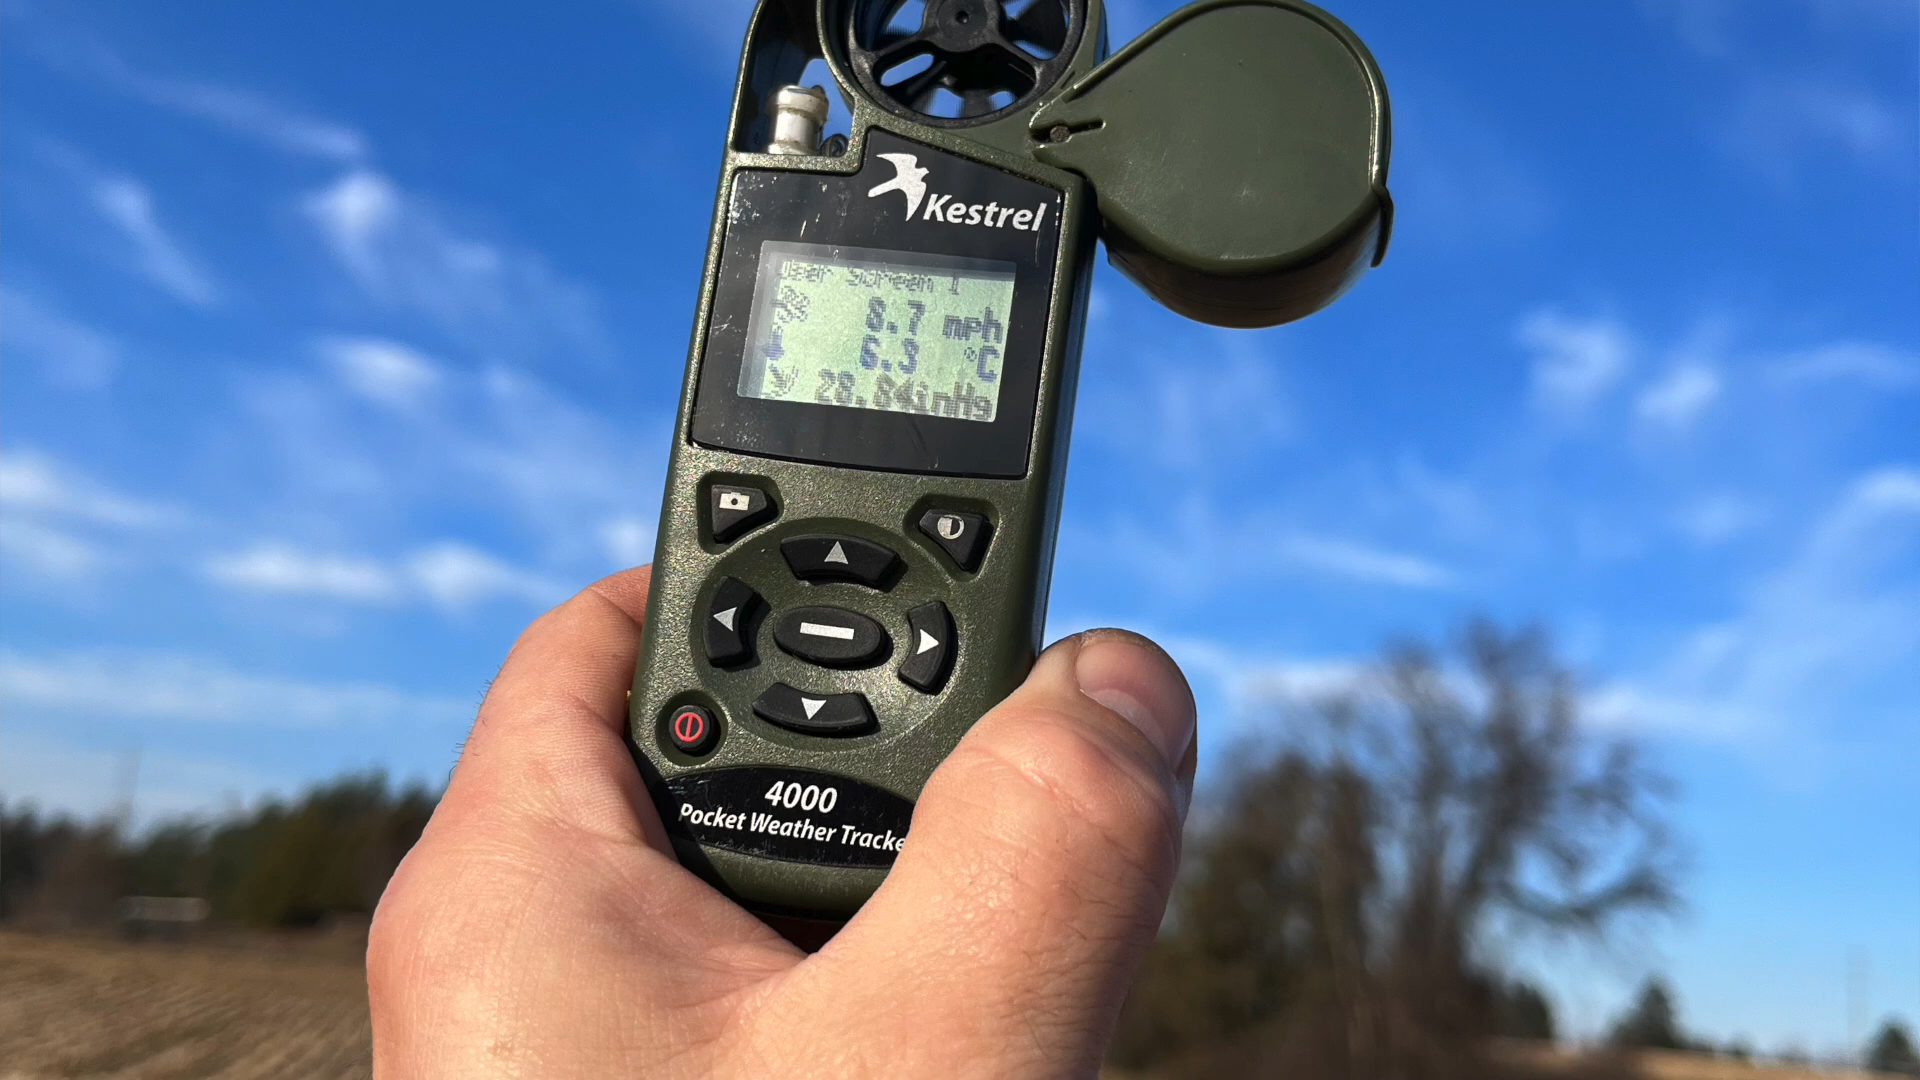 Kestrel
User Screen 1
8.7 mph
6.3 °C
28.84inHg
4000
Pocket Weather Tracke